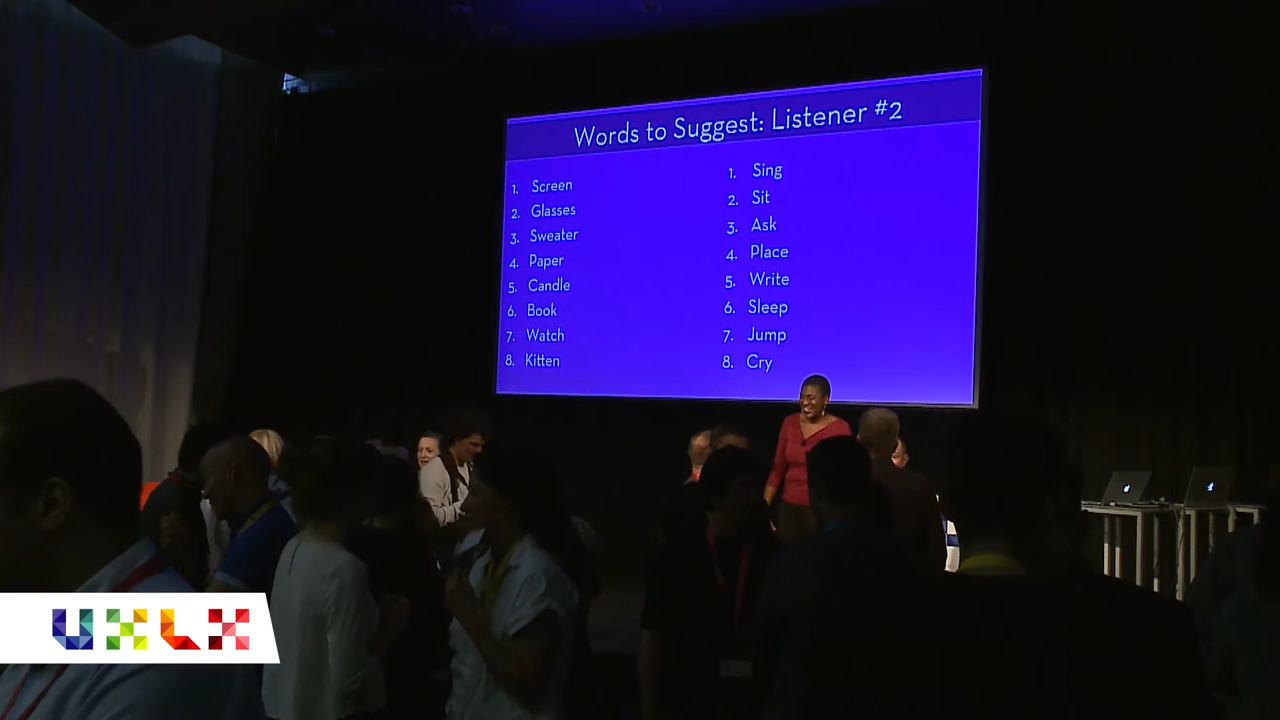 Words to Suggest: Listener #2
1. Screen
2. Glasses
3. Sweater
4. Paper
5. Candle
6. Book
7. Watch
8. Kitten
1. Sing
2. Sit
3. Ask
4. Place
5. Write
6. Sleep
7. Jump
8. Cry
UXLX